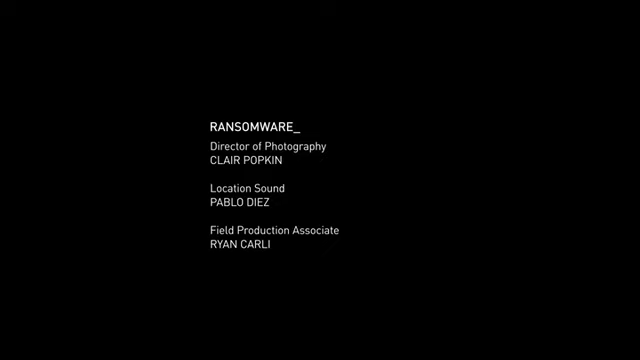 RANSOMWARE_
Director of Photography
CLAIR POPKIN
Location Sound
PABLO DIEZ
Field Production Associate
RYAN CARLI